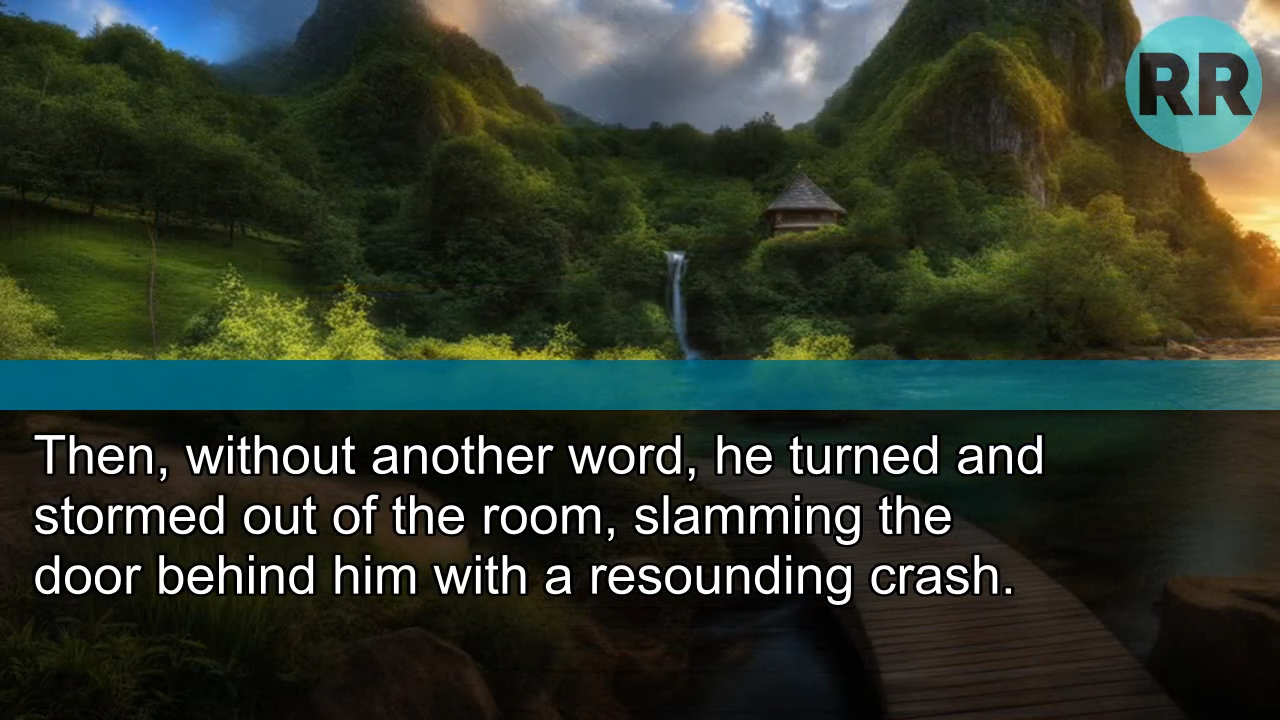 RR
Then, without another word, he turned and
stormed out of the room, slamming the
door behind him with a resounding crash.